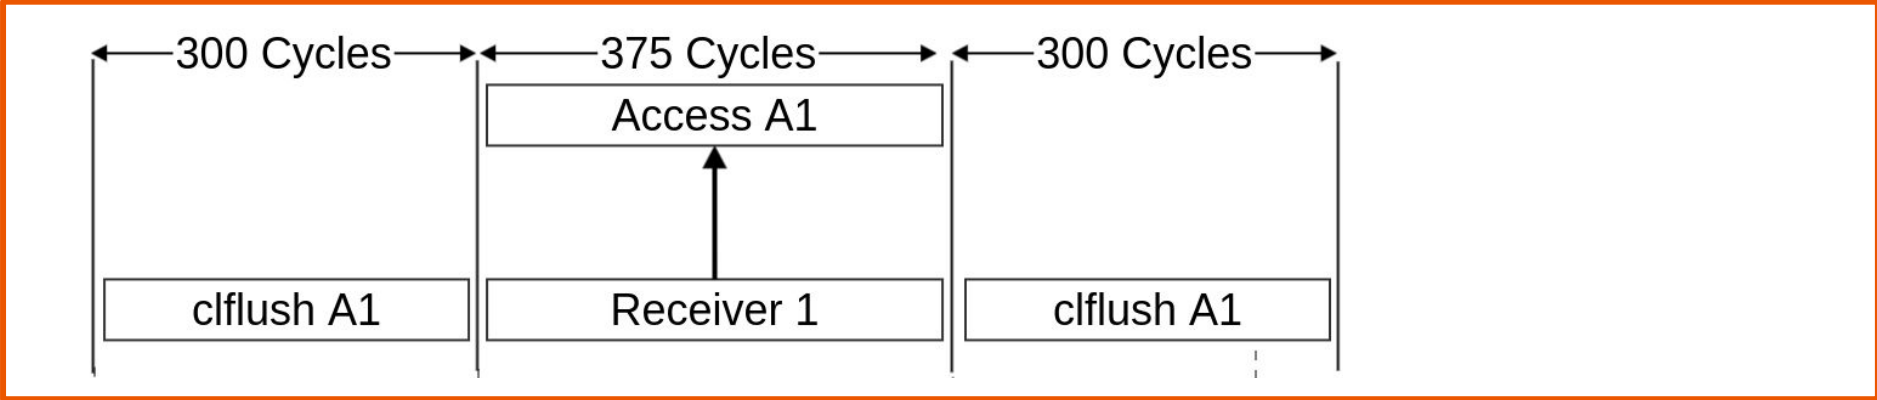 300 Cycles 375 Cycles 300 Cycles
Access A1
clflush A1 Receiver 1 clflush A1